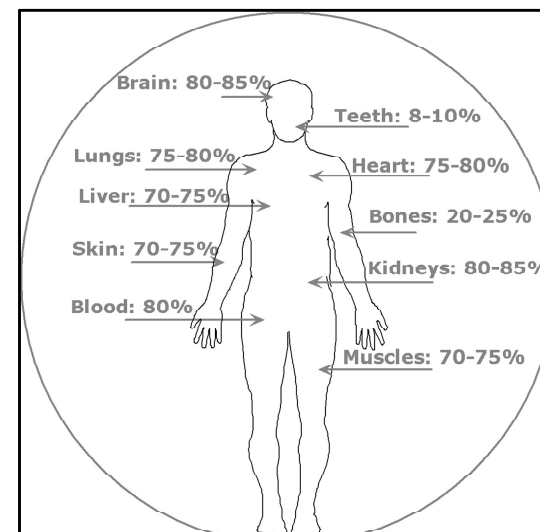 Brain: 80-85%
Teeth: 8-10%
Lungs: 75-80%
Heart: 75-80%
Liver: 70-75%
Bones: 20-25%
Skin: 70-75%
Kidneys: 80-85%
Blood: 80%
Muscles: 70-75%